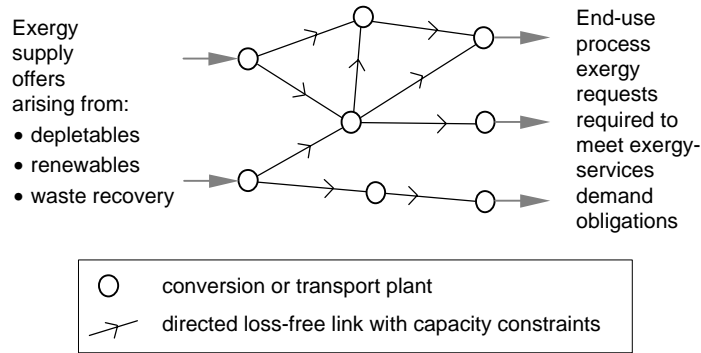 Exergy
supply
offers
arising from:
• depletables
• renewables
• waste recovery
End-use
process
exergy
requests
required to
meet exergy-
services
demand
obligations
conversion or transport plant
directed loss-free link with capacity constraints